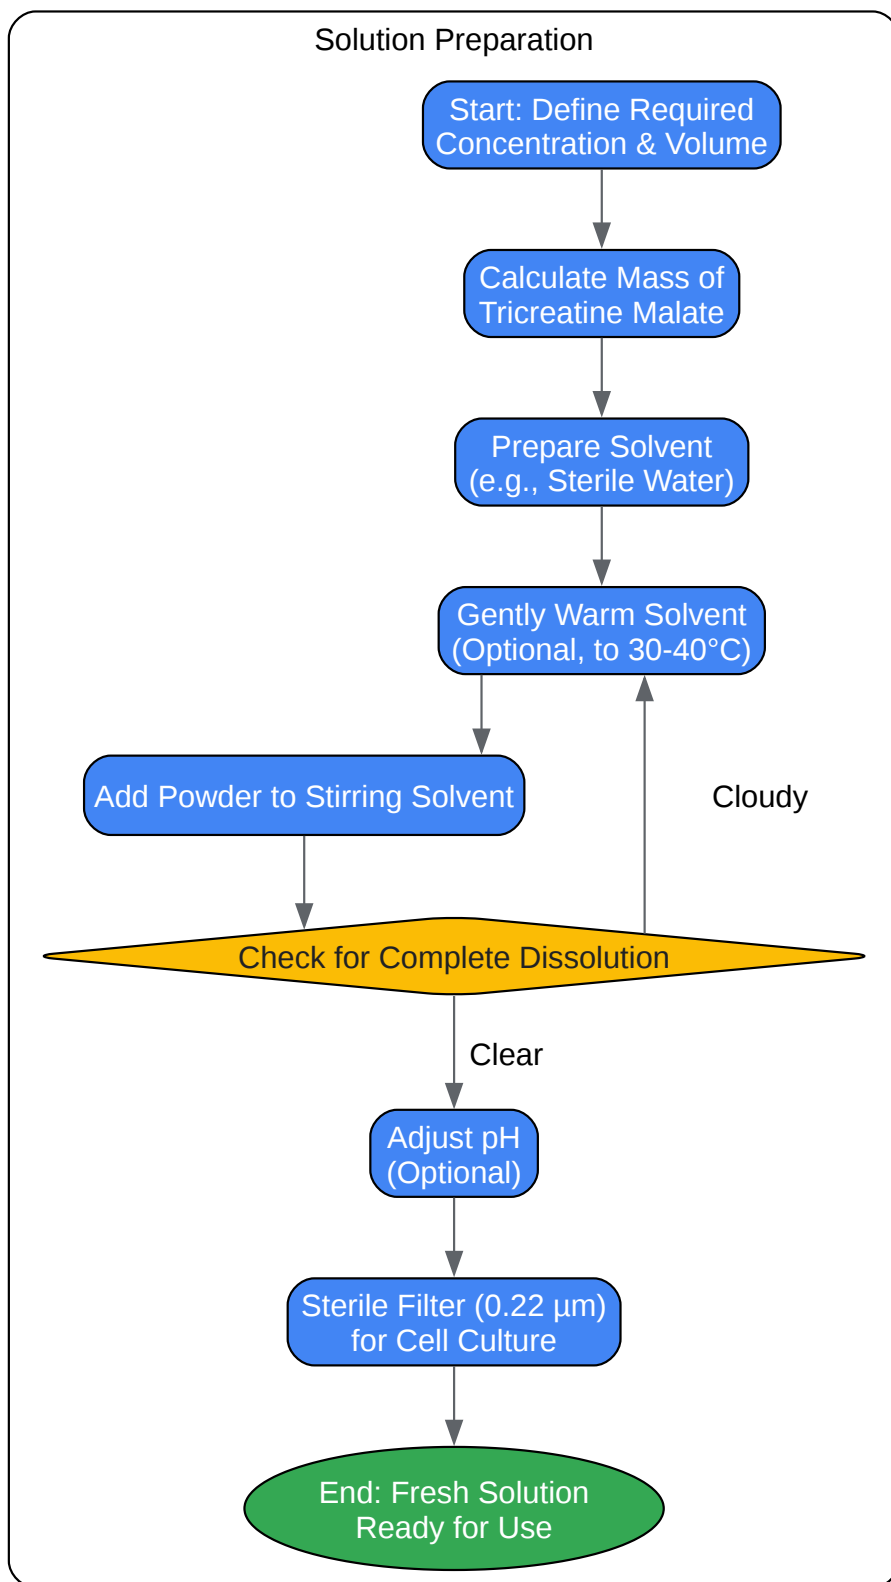 Solution Preparation
Start: Define Required
Concentration & Volume
Calculate Mass of
Tricreatine Malate
Prepare Solvent
(e.g., Sterile Water)
Gently Warm Solvent
(Optional, to 30-40°C)
Add Powder to Stirring Solvent
Cloudy
Check for Complete Dissolution
Clear
Adjust pH
(Optional)
Sterile Filter (0.22 µm)
for Cell Culture
End: Fresh Solution
Ready for Use